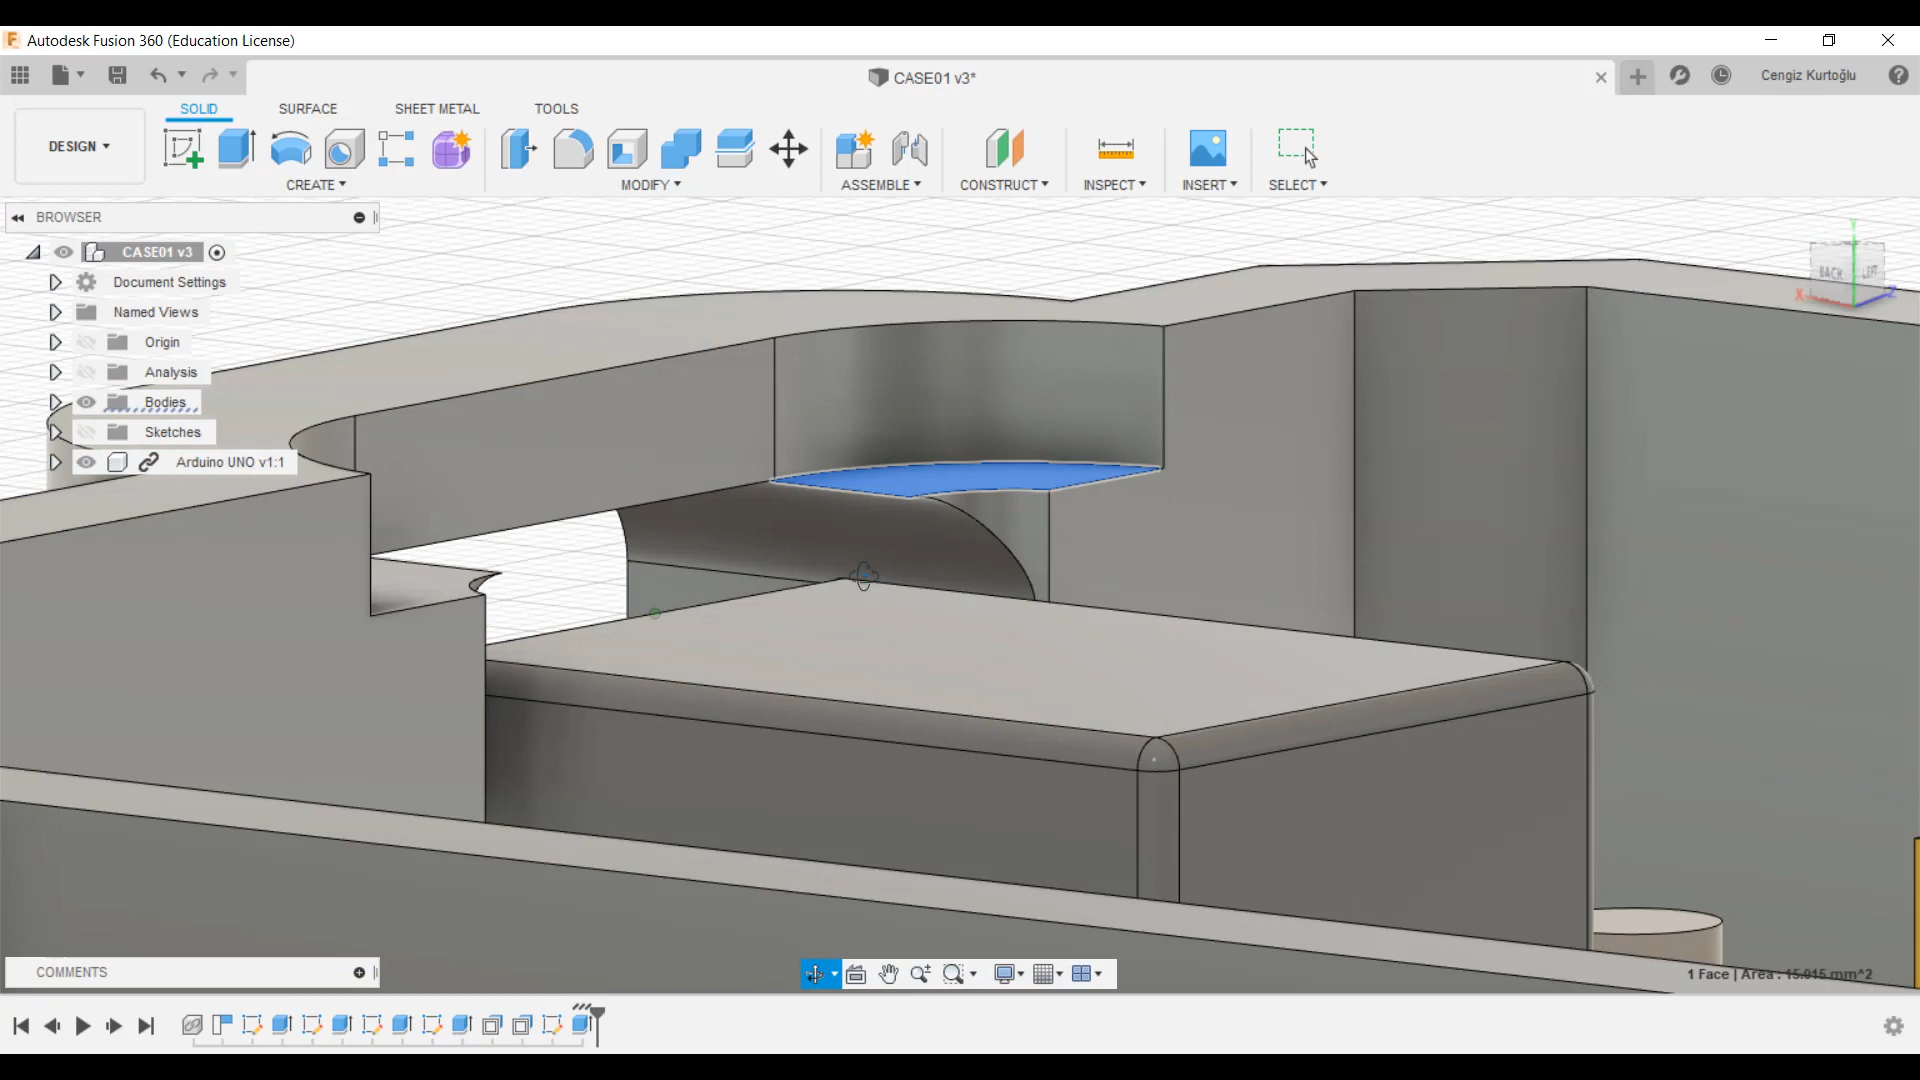 Autodesk Fusion 360 (Education License)
CASE01 v3*
Cengiz Kurtoğlu
SOLID SURFACE SHEET METAL TOOLS
DESIGN
CREATE MODIFY ASSEMBLE CONSTRUCT INSPECT INSERT SELECT
BROWSER
CASE01 v3
Document Settings
Named Views
Origin
Analysis
Bodies
Sketches
Arduino UNO v1:1
BACK LEFT
X Y Z
COMMENTS
1 Face | Area : 15.015 mm^2